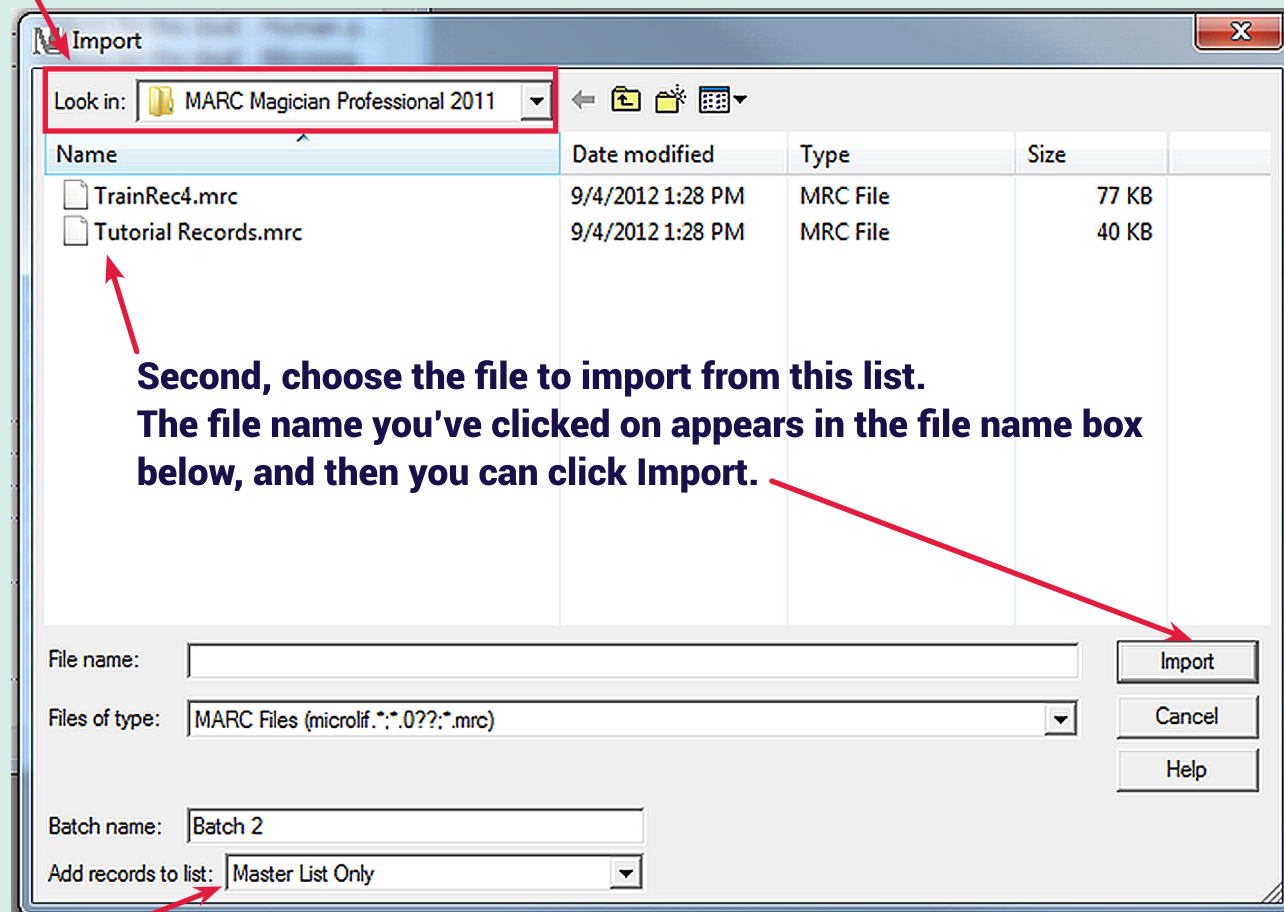 Import
Look in: MARC Magician Professional 2011
Name Date modified Type Size
TrainRec4.mrc 9/4/2012 1:28 PM MRC File 77 KB
Tutorial Records.mrc 9/4/2012 1:28 PM MRC File 40 KB
Second, choose the file to import from this list.
The file name you've clicked on appears in the file name box
below, and then you can click Import.
File name: Import
Files of type: MARC Files (microlif.*;*.0??;*.mrc) Cancel
Help
Batch name: Batch 2
Add records to list: Master List Only